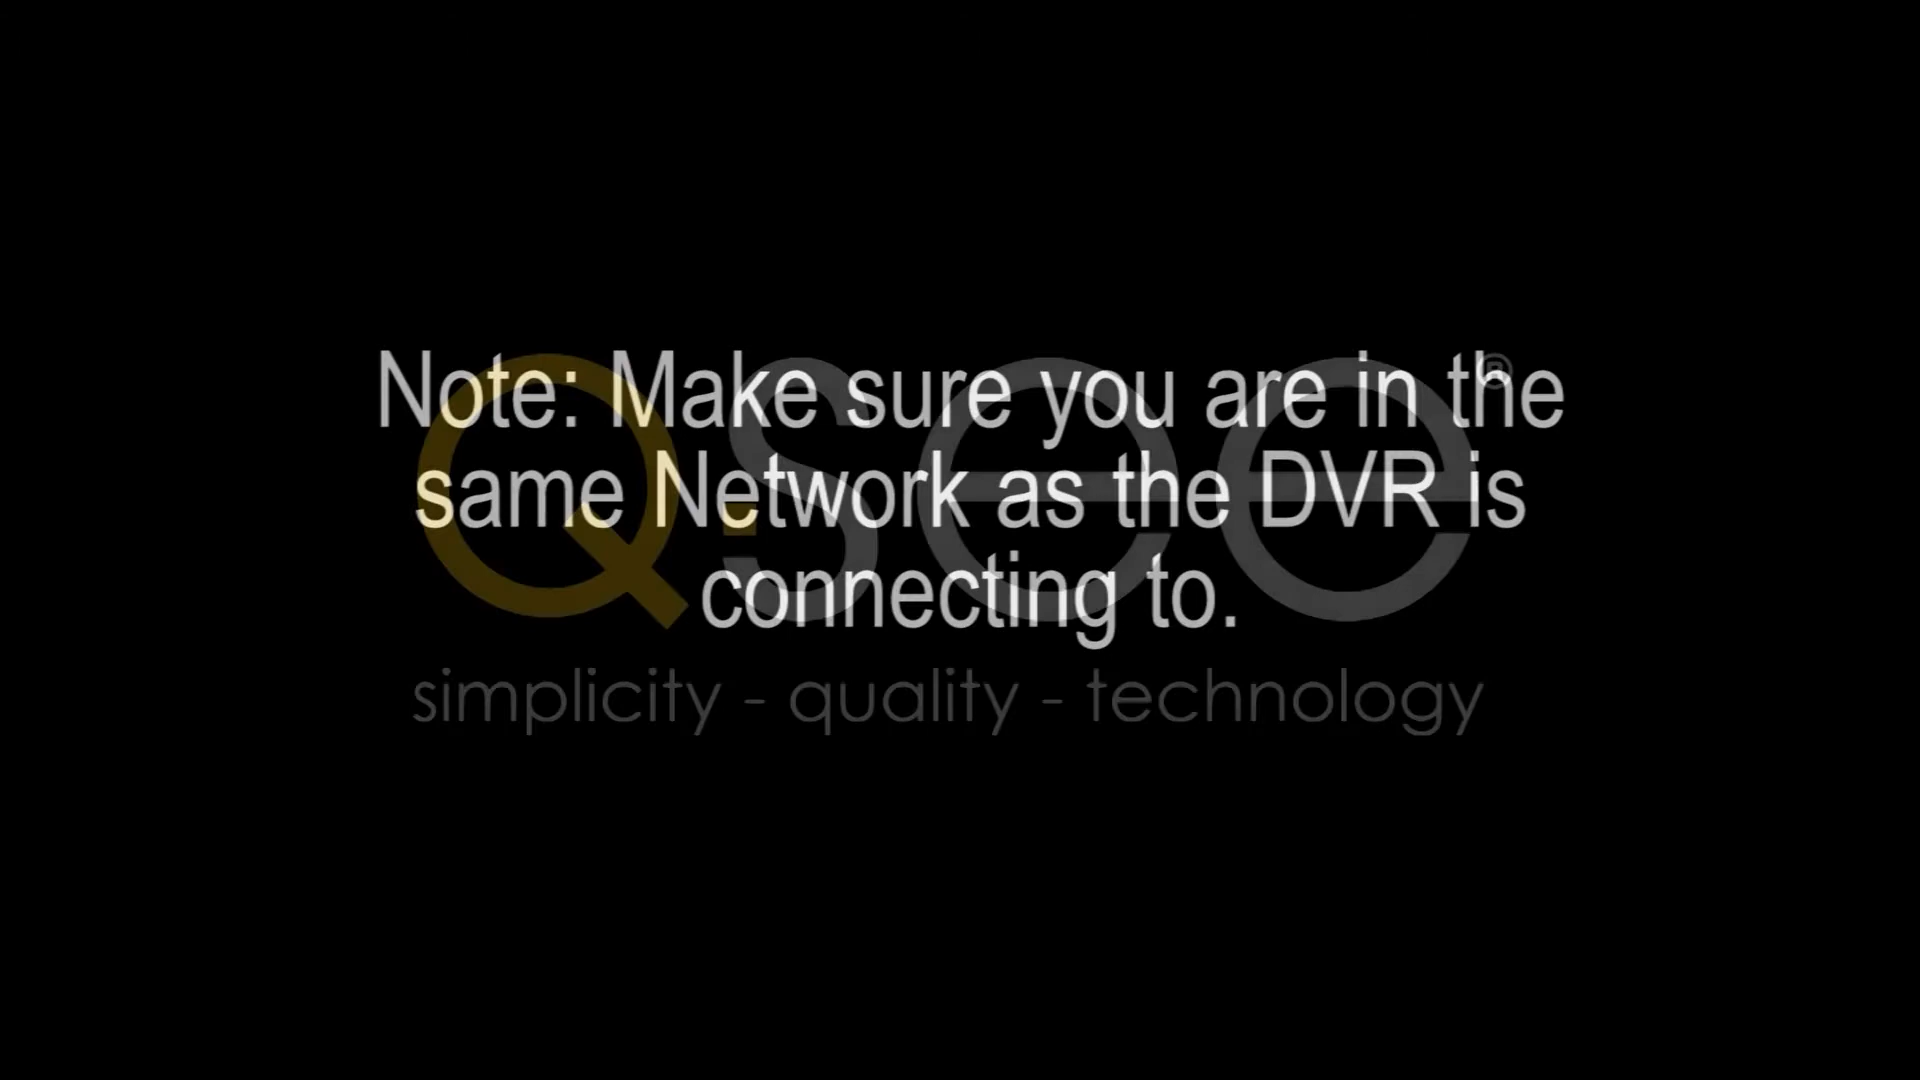 Note: Make sure you are in the
same Network as the DVR is
connecting to.
Q-see®
simplicity - quality - technology